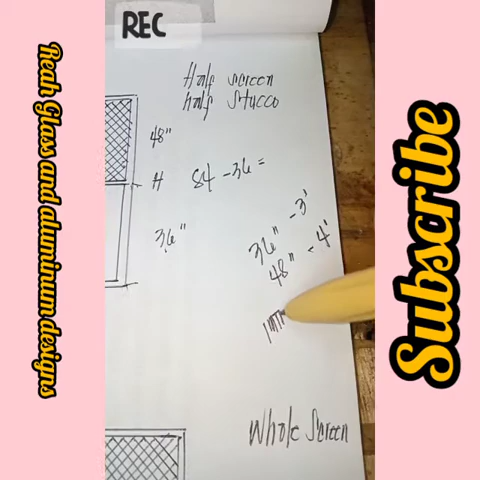 REC
Reah Glass and aluminum designs
Half screen
half stucco
48"
H 84 - 36 =
36"
36" - 3'
48" - 4'
Whole Screen
Subscribe